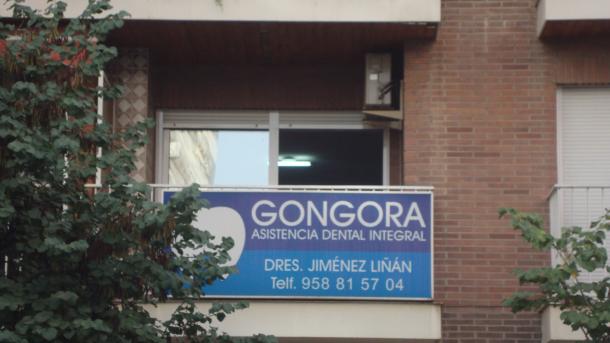 GONGORA
ASISTENCIA DENTAL INTEGRAL
DRES. JIMÉNEZ LIÑÁN
Telf. 958 81 57 04